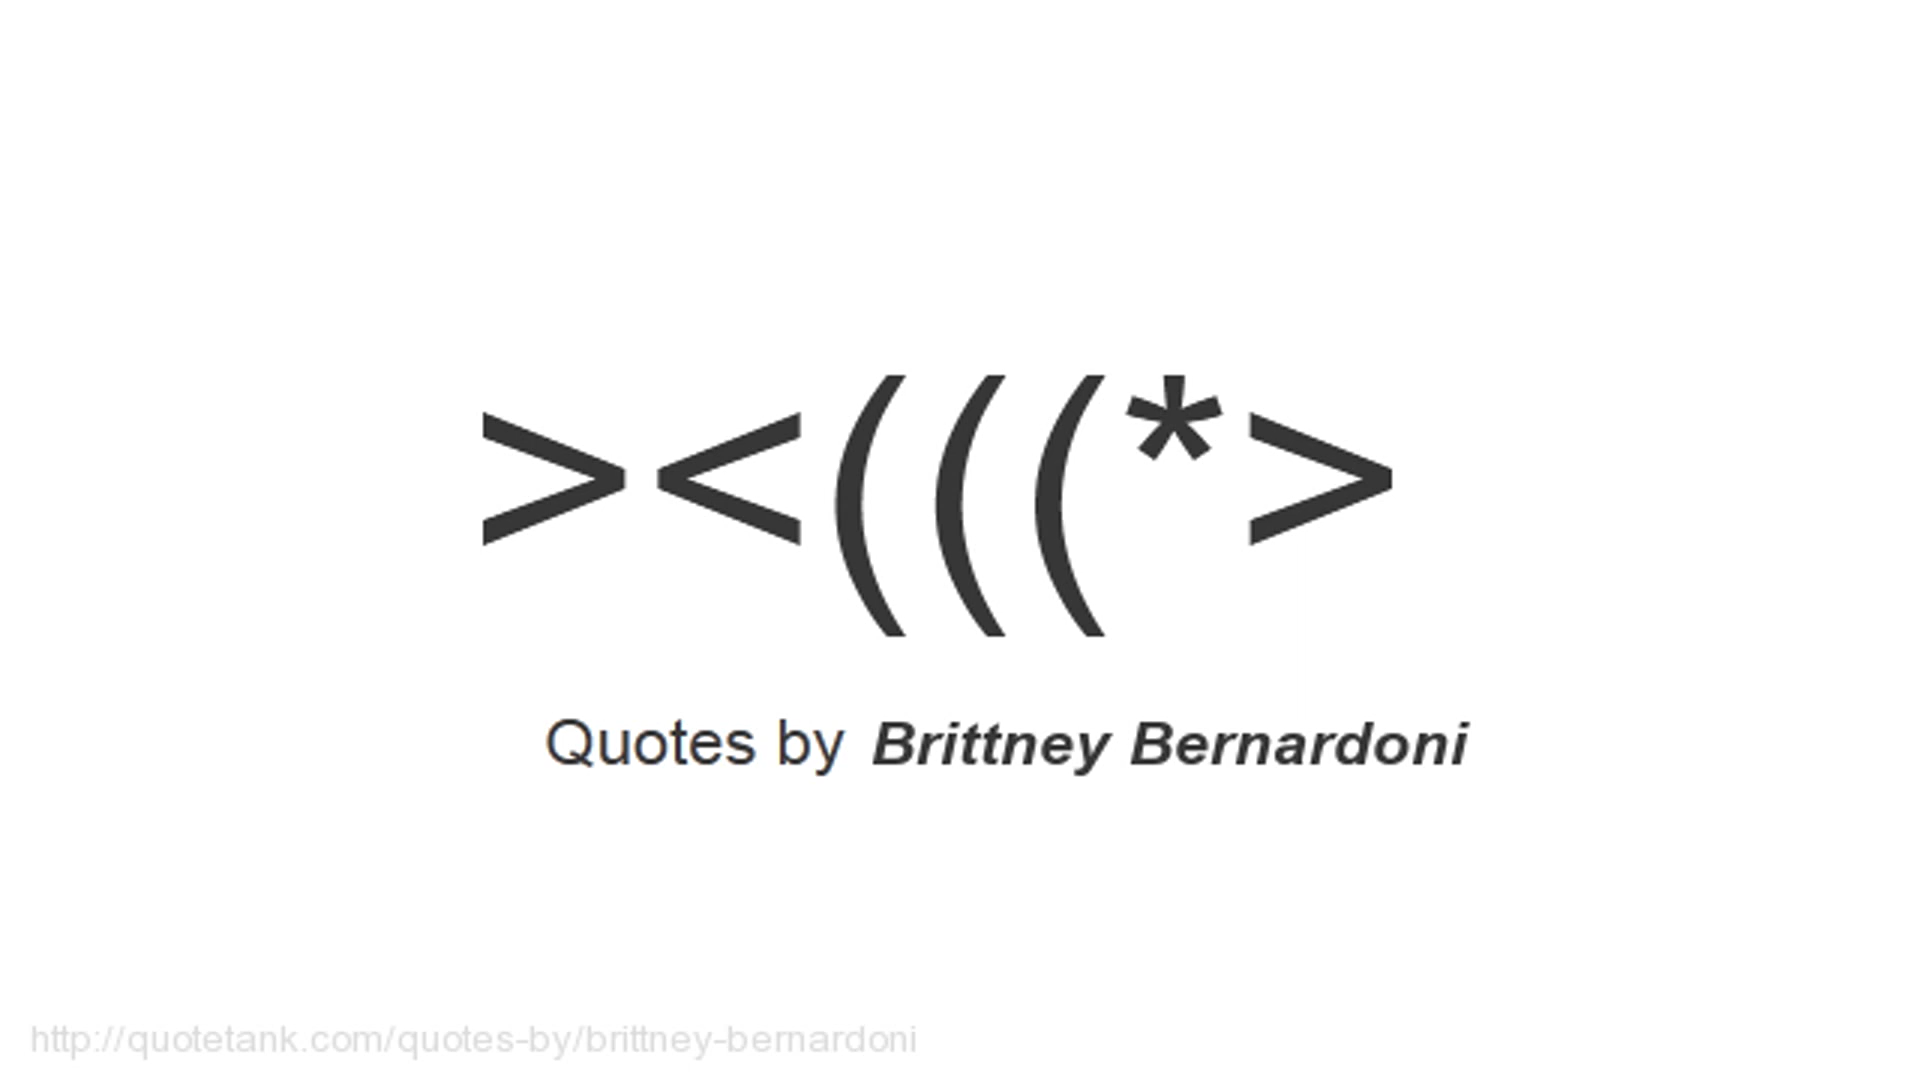 ><(((*>
Quotes by Brittney Bernardoni
http://quotetank.com/quotes-by/brittney-bernardoni